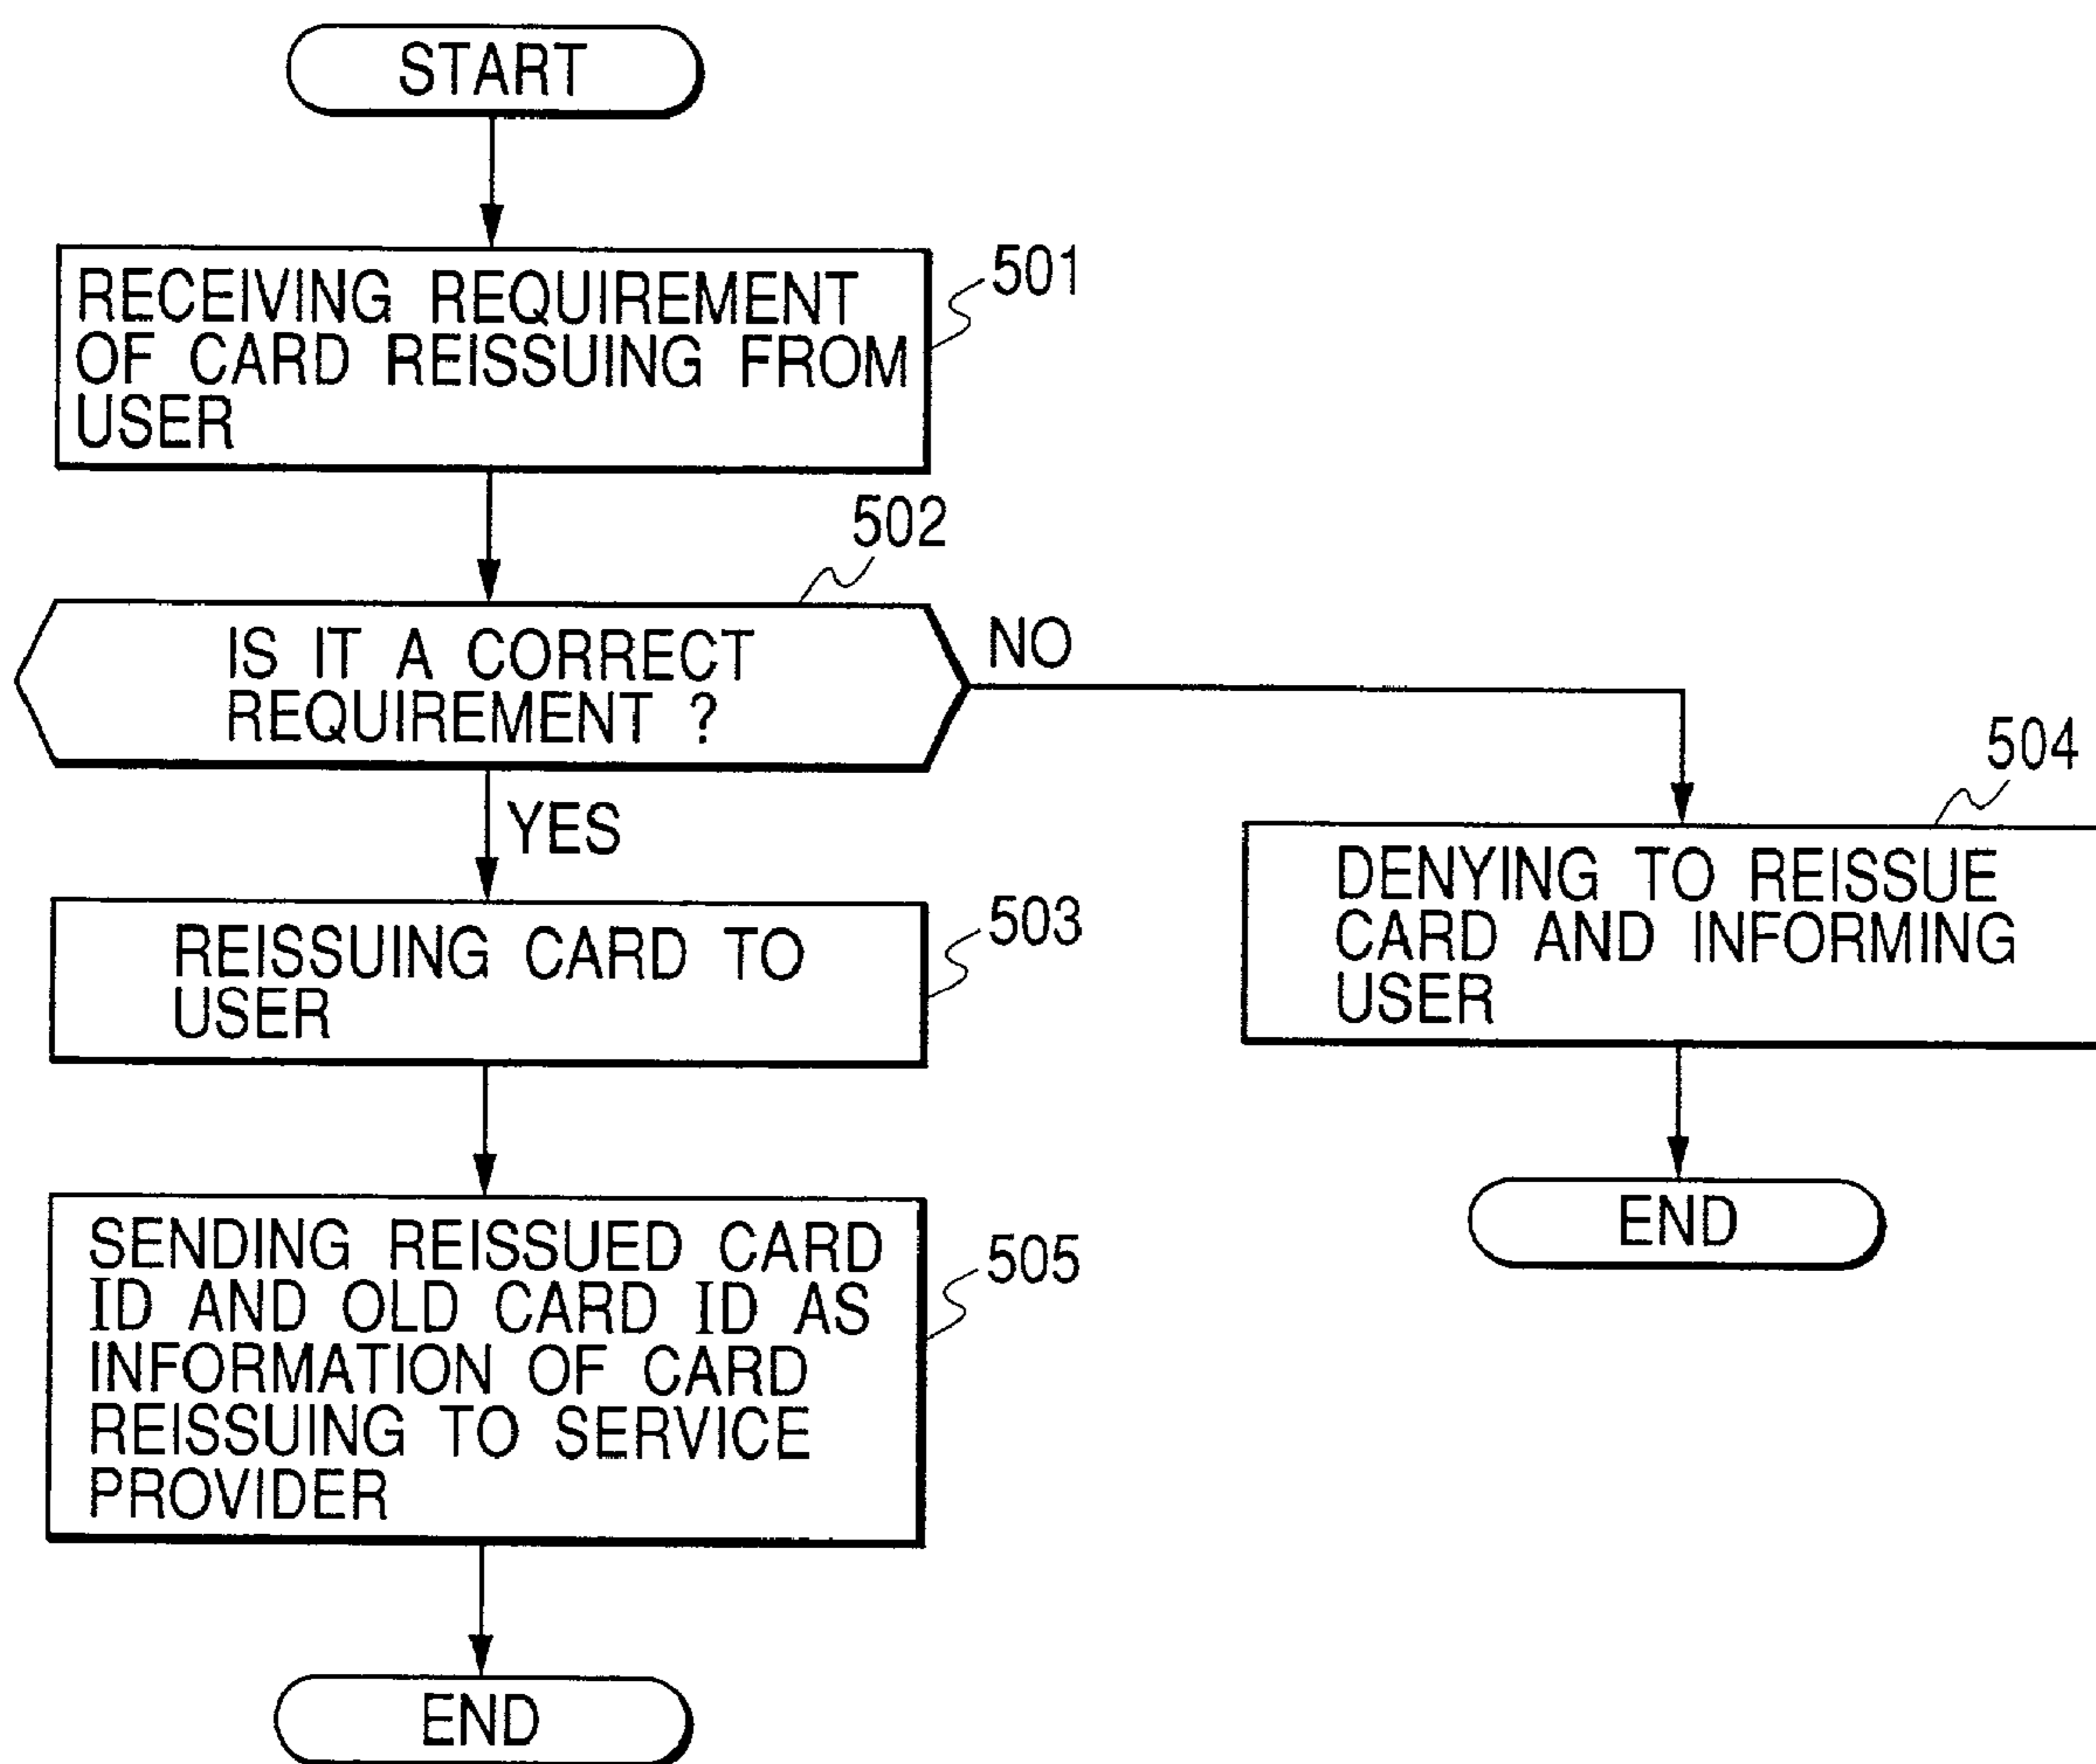 START
RECEIVING REQUIREMENT
OF CARD REISSUING FROM
USER
501
502
IS IT A CORRECT
REQUIREMENT ?
NO
YES
504
DENYING TO REISSUE
CARD AND INFORMING
USER
END
503
REISSUING CARD TO
USER
505
SENDING REISSUED CARD
ID AND OLD CARD ID AS
INFORMATION OF CARD
REISSUING TO SERVICE
PROVIDER
END